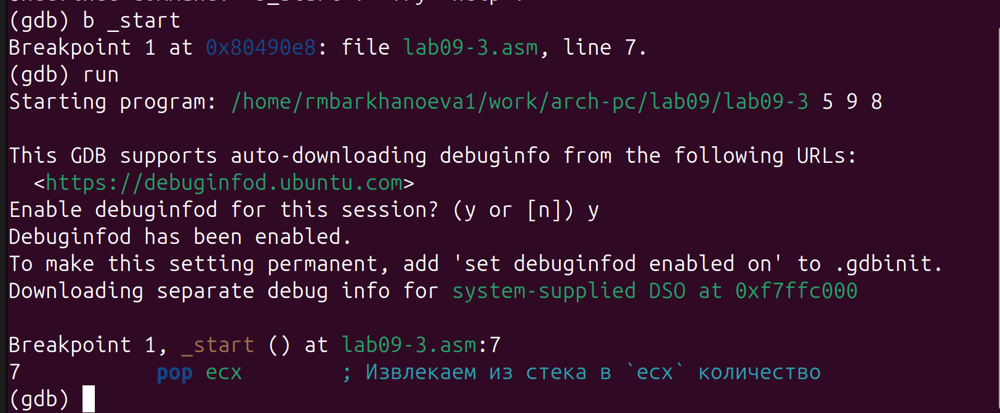 (gdb) b _start
Breakpoint 1 at 0x80490e8: file lab09-3.asm, line 7.
(gdb) run
Starting program: /home/rmbarkhanoeva1/work/arch-pc/lab09/lab09-3 5 9 8
This GDB supports auto-downloading debuginfo from the following URLs:
<https://debuginfod.ubuntu.com>
Enable debuginfod for this session? (y or [n]) y
Debuginfod has been enabled.
To make this setting permanent, add 'set debuginfod enabled on' to .gdbinit.
Downloading separate debug info for system-supplied DSO at 0xf7ffc000
Breakpoint 1, _start () at lab09-3.asm:7
7 pop ecx ; Извлекаем из стека в `ecx` количество
(gdb)